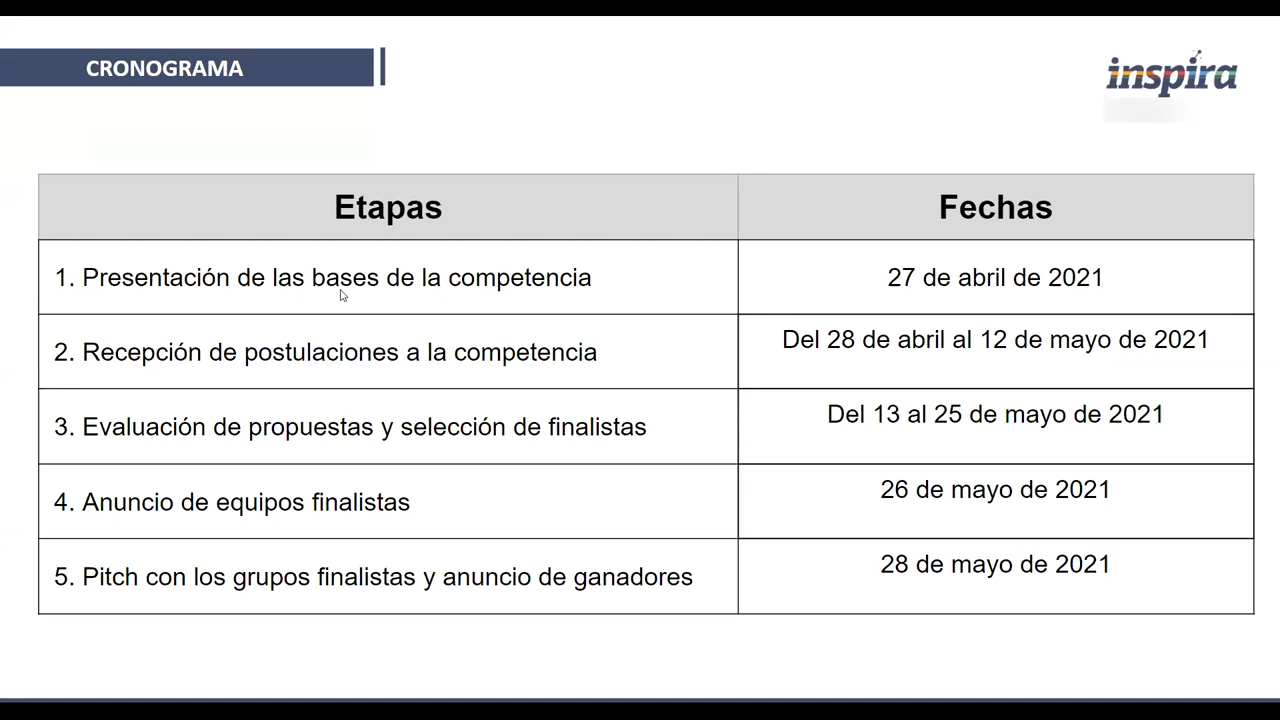 CRONOGRAMA
inspira
Etapas
Fechas
1. Presentación de las bases de la competencia
27 de abril de 2021
2. Recepción de postulaciones a la competencia
Del 28 de abril al 12 de mayo de 2021
3. Evaluación de propuestas y selección de finalistas
Del 13 al 25 de mayo de 2021
4. Anuncio de equipos finalistas
26 de mayo de 2021
5. Pitch con los grupos finalistas y anuncio de ganadores
28 de mayo de 2021